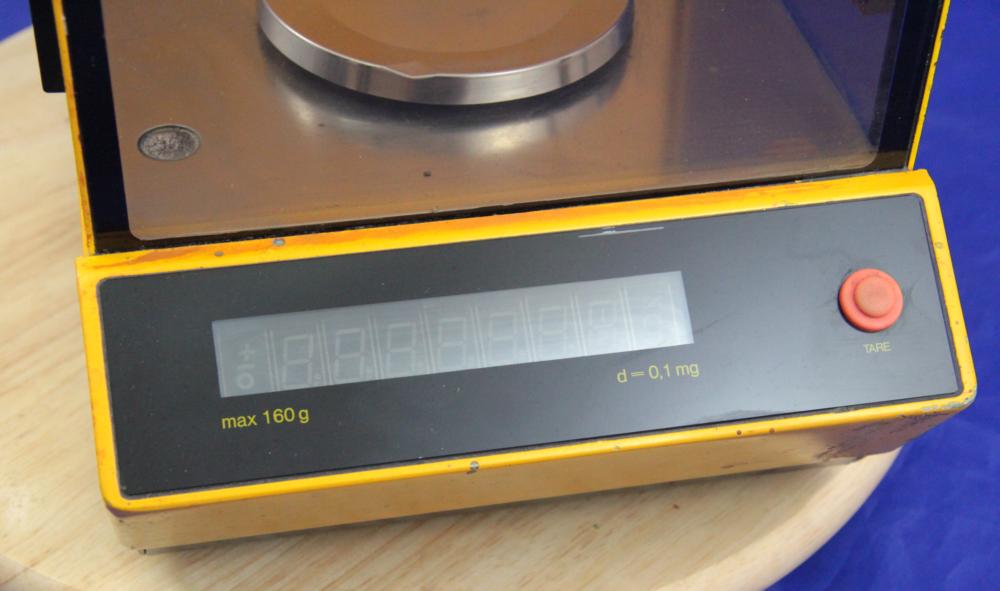 max 160 g
d = 0,1 mg
TARE